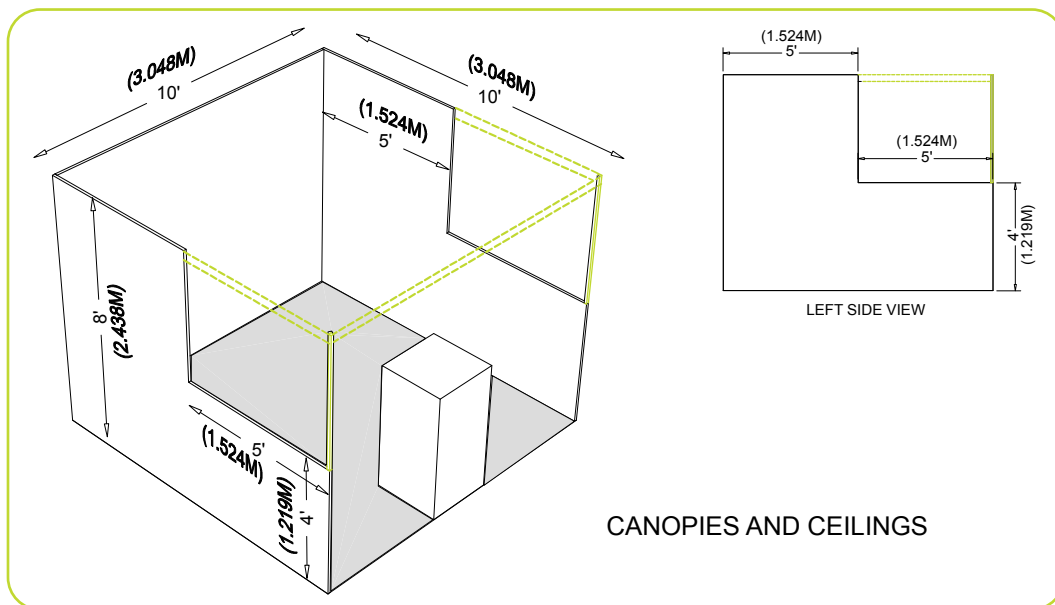 (3.048M)
10'
(3.048M)
10'
(1.524M)
5'
8'
(2.438M)
5'
(1.524M)
4'
(1.219M)
(1.524M)
5'
(1.524M)
5'
4'
(1.219M)
LEFT SIDE VIEW
CANOPIES AND CEILINGS